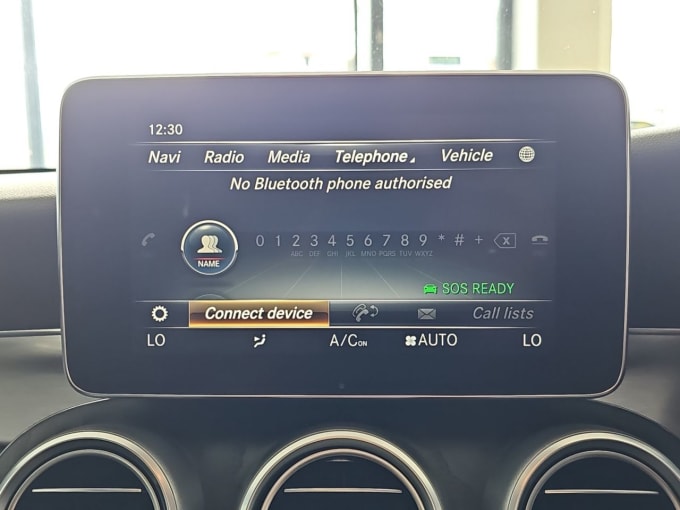 12:30
Navi Radio Media Telephone Vehicle
No Bluetooth phone authorised
0 1 2 3 4 5 6 7 8 9 * # +
ABC DEF GHI JKL MNO PQRS TUV WXYZ
NAME
SOS READY
Connect device Call lists
LO A/C ON AUTO LO